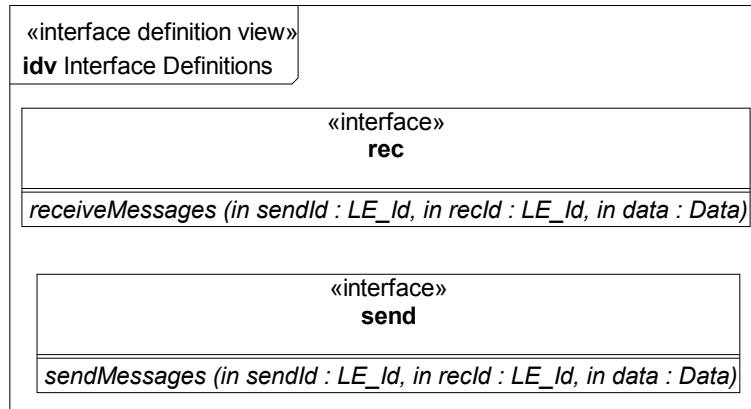 «interface definition view»
idv Interface Definitions
«interface»
rec
receiveMessages (in sendId : LE_Id, in recId : LE_Id, in data : Data)
«interface»
send
sendMessages (in sendId : LE_Id, in recId : LE_Id, in data : Data)